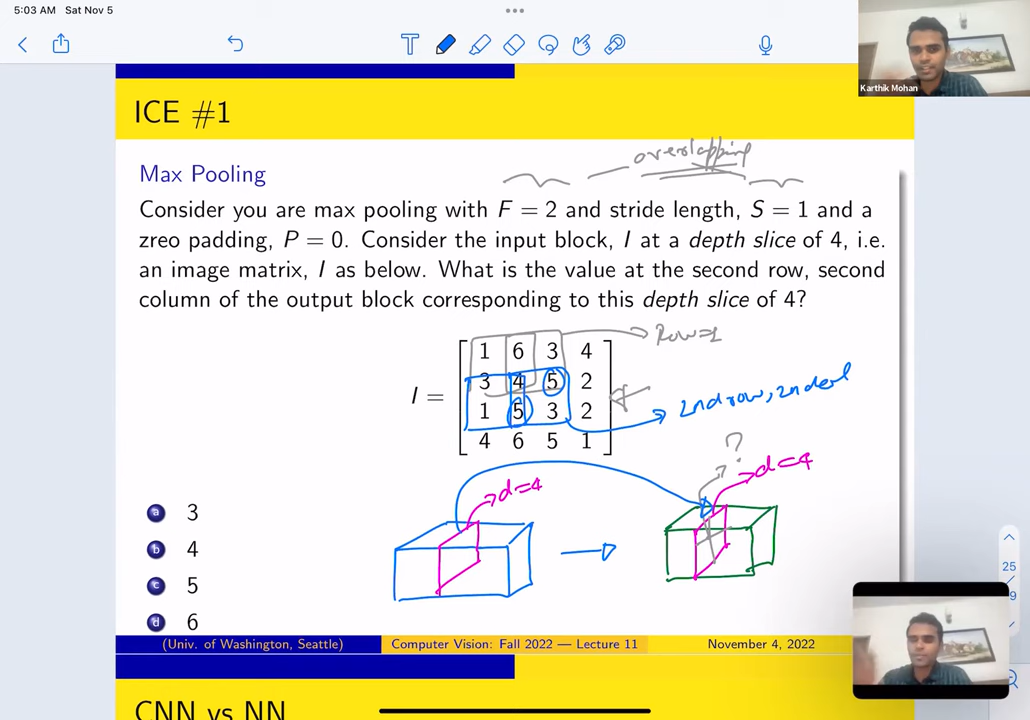 5:03 AM Sat Nov 5
Karthik Mohan
ICE #1
overlapping
Max Pooling
Consider you are max pooling with F = 2 and stride length, S = 1 and a
zreo padding, P = 0. Consider the input block, I at a depth slice of 4, i.e.
an image matrix, I as below. What is the value at the second row, second
column of the output block corresponding to this depth slice of 4?
Row=1
1 6 3 4
3 4 5 2
I =
1 5 3 2
4 6 5 1
2nd row, 2nd col
?
d=4
d=4
a 3
b 4
c 5
d 6
25
9
(Univ. of Washington, Seattle) Computer Vision: Fall 2022 — Lecture 11 November 4, 2022
CNN vs NN